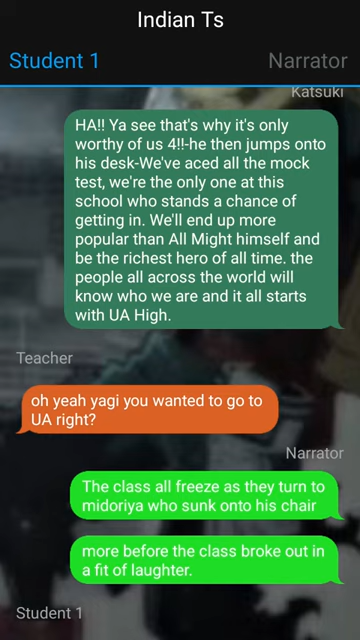 Indian Ts
Student 1
Narrator
Katsuki
HA!! Ya see that's why it's only
worthy of us 4!!-he then jumps onto
his desk-We've aced all the mock
test, we're the only one at this
school who stands a chance of
getting in. We'll end up more
popular than All Might himself and
be the richest hero of all time. the
people all across the world will
know who we are and it all starts
with UA High.
Teacher
oh yeah yagi you wanted to go to
UA right?
Narrator
The class all freeze as they turn to
midoriya who sunk onto his chair
more before the class broke out in
a fit of laughter.
Student 1